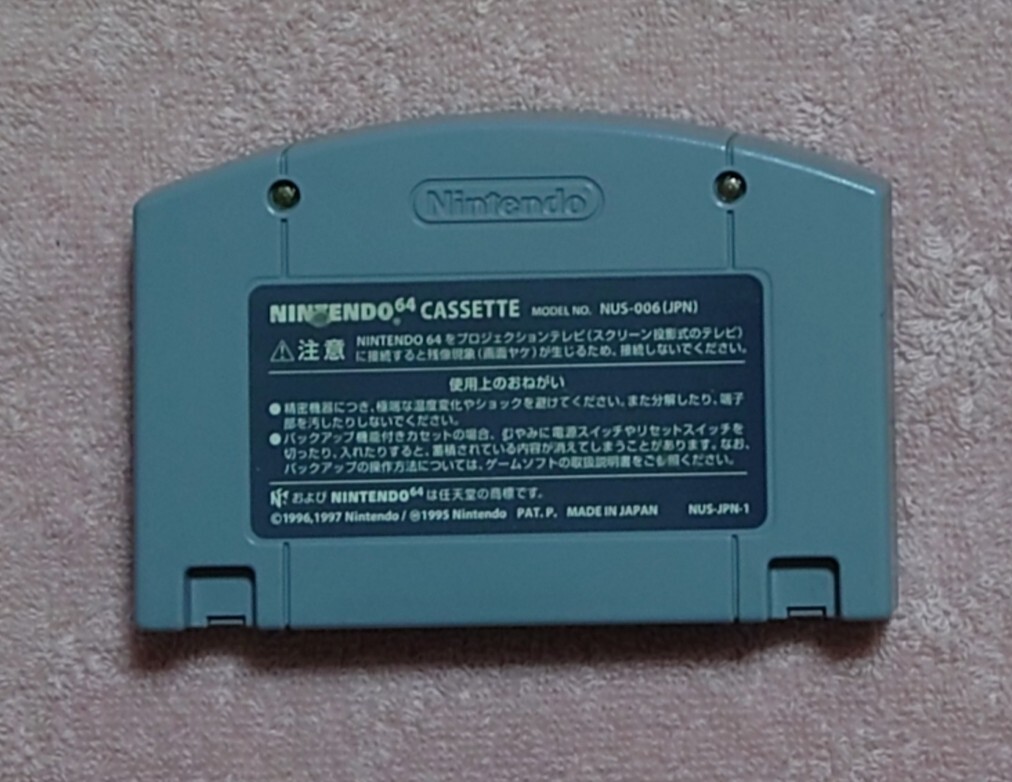 Nintendo
NINTENDO64 CASSETTE MODEL NO. NUS-006(JPN)
⚠注意 NINTENDO 64 をプロジェクションテレビ(スクリーン投影式のテレビ)
に接続すると残像現象(画面ヤケ)が生じるため、接続しないでください。
使用上のおねがい
●精密機器につき、極端な温度変化やショックを避けてください。また分解したり、端子
部を汚したりしないでください。
●バックアップ機能付きカセットの場合、むやみに電源スイッチやリセットスイッチを
切ったり、入れたりすると、蓄積されている内容が消えてしまうことがあります。なお、
バックアップの操作方法については、ゲームソフトの取扱説明書をご参照ください。
および NINTENDO64 は任天堂の商標です。
©1996,1997 Nintendo/Ⓜ1995 Nintendo PAT.P. MADE IN JAPAN NUS-JPN-1